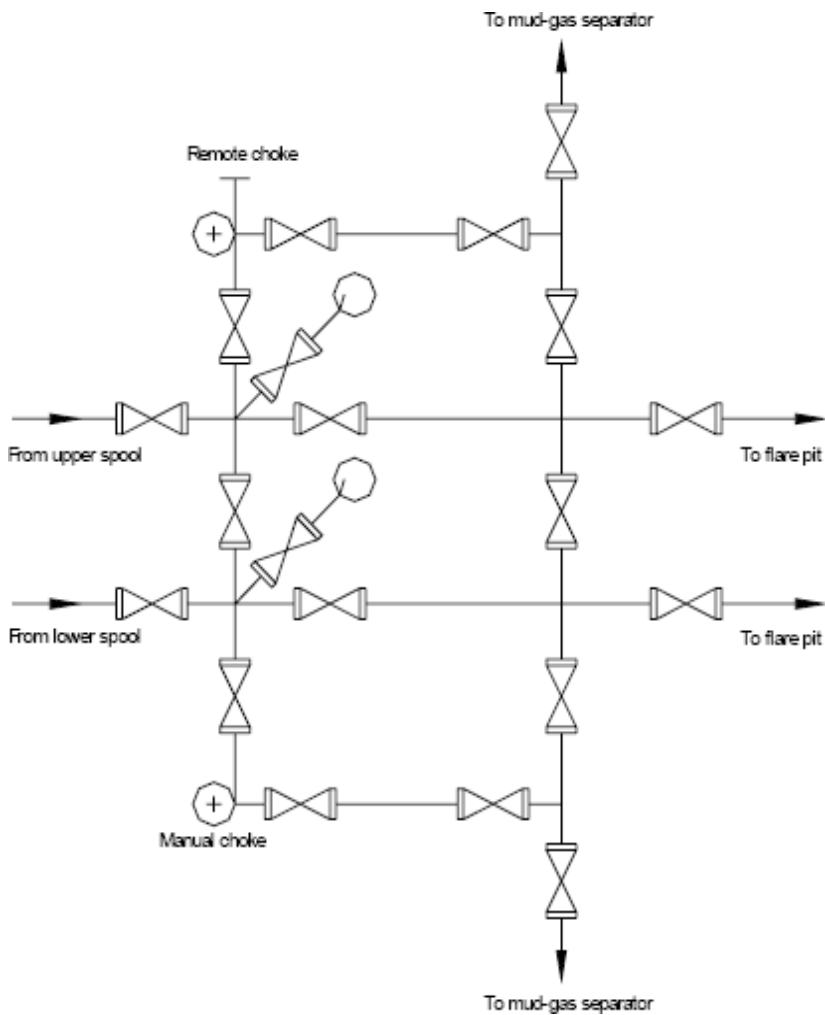 To mud-gas separator
Remote choke
From upper spool
To flare pit
From lower spool
To flare pit
Manual choke
To mud-gas separator